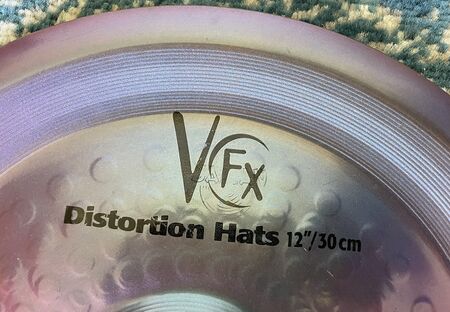 VFX
Distortion Hats 12"/30cm